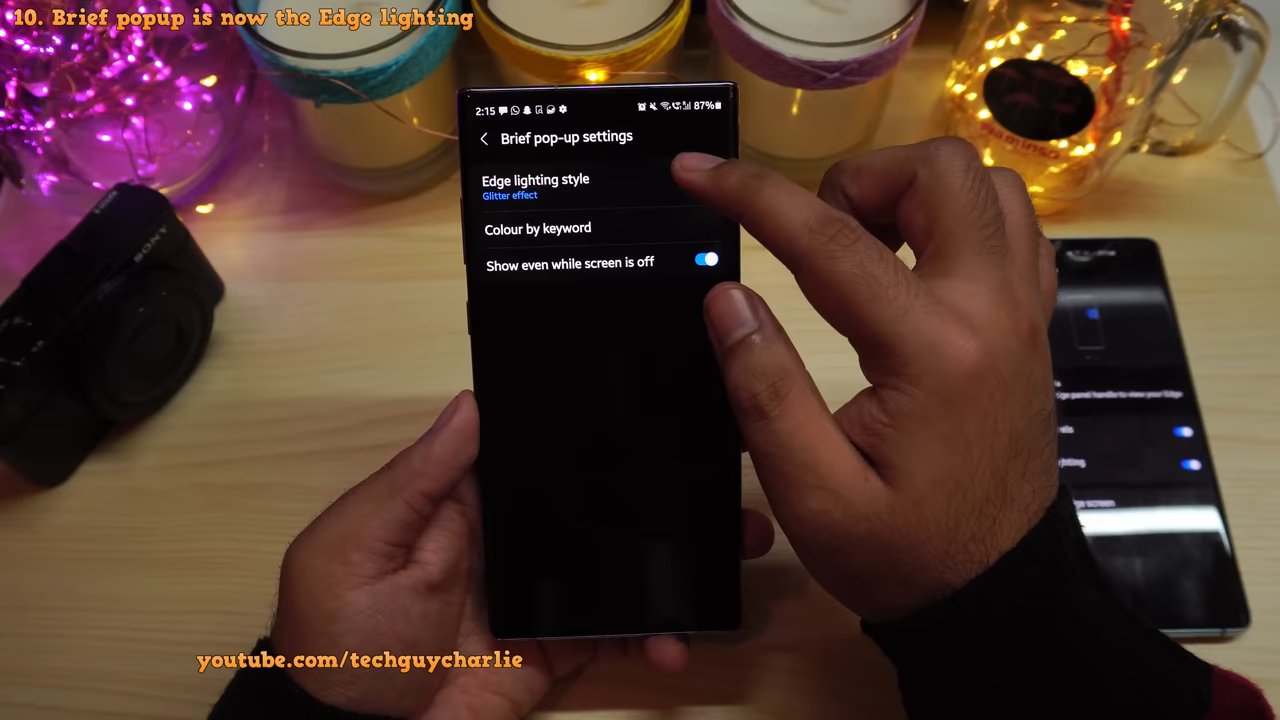 10. Brief popup is now the Edge lighting
2:15
87%
Brief pop-up settings
Edge lighting style
Glitter effect
Colour by keyword
Show even while screen is off
SONY
youtube.com/techguycharlie